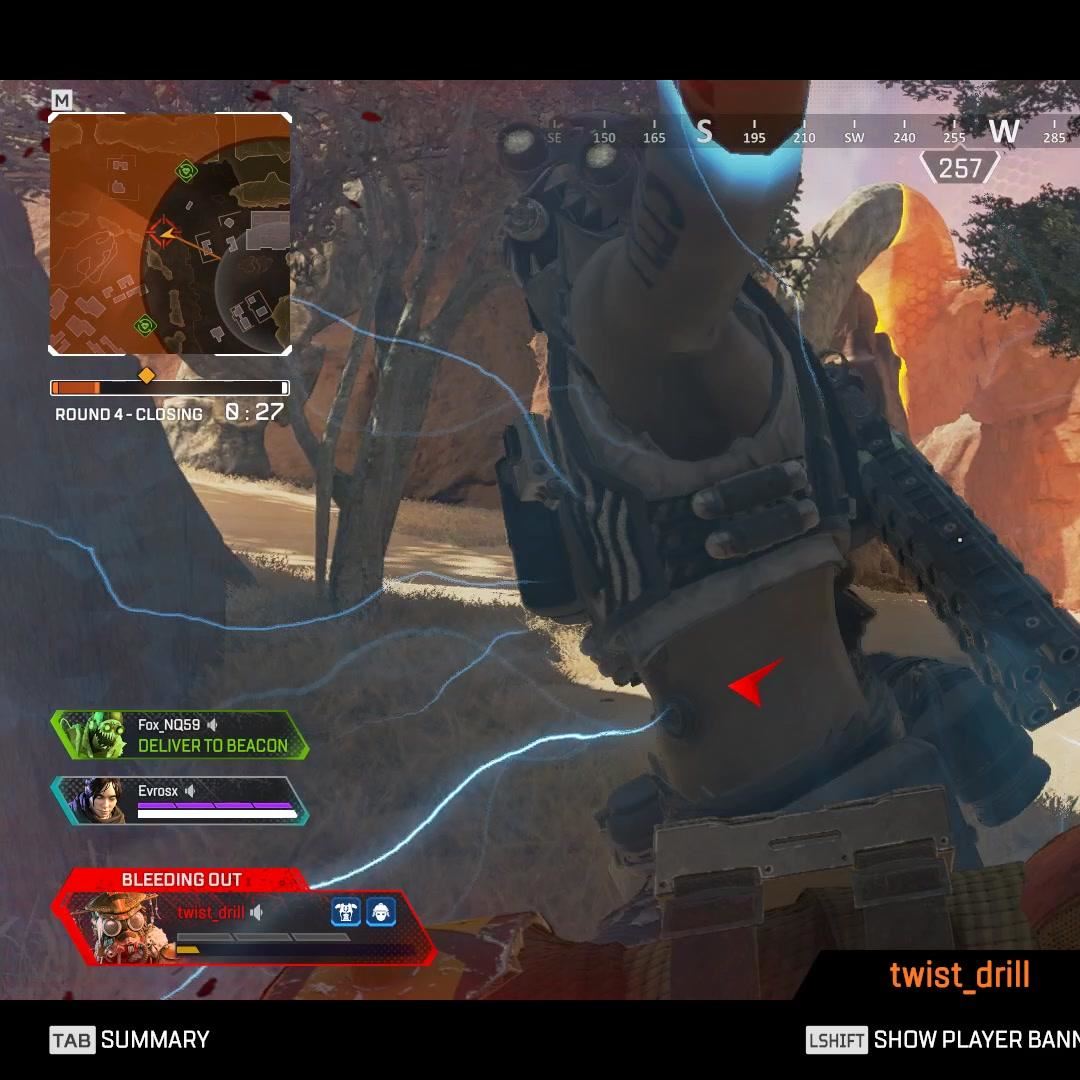 M
SE 150 165 S 195 210 SW 240 255 W 285
257
ROUND 4 - CLOSING 0:27
Fox_NQ59
DELIVER TO BEACON
Evrosx
BLEEDING OUT
twist_drill
twist_drill
TAB SUMMARY
LSHIFT SHOW PLAYER BANN